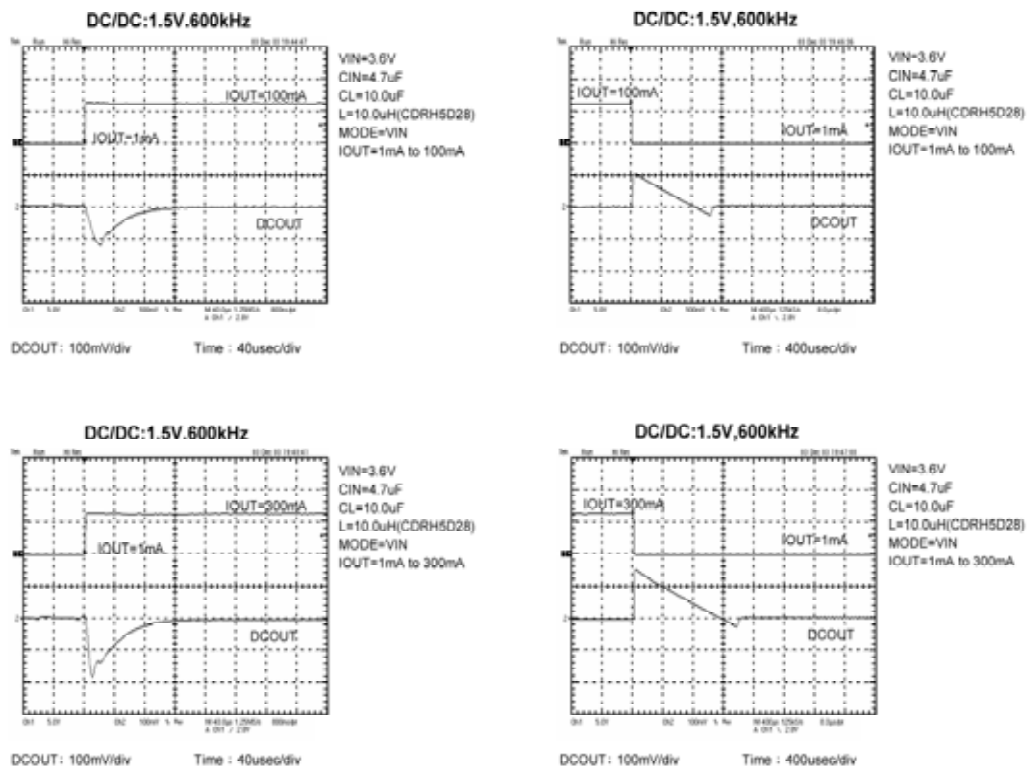 DC/DC:1.5V.600kHz
VIN=3.6V
CIN=4.7uF
CL=10.0uF
L=10.0uH(CDRH5D28)
MODE=VIN
IOUT=1mA to 100mA
IOUT=100mA
IOUT=1mA
DCOUT
DCOUT: 100mV/div Time : 40usec/div
DC/DC:1.5V,600kHz
VIN=3.6V
CIN=4.7uF
CL=10.0uF
L=10.0uH(CDRH5D28)
MODE=VIN
IOUT=1mA to 100mA
IOUT=100mA
IOUT=1mA
DCOUT
DCOUT: 100mV/div Time : 400usec/div
DC/DC:1.5V.600kHz
VIN=3.6V
CIN=4.7uF
CL=10.0uF
L=10.0uH(CDRH5D28)
MODE=VIN
IOUT=1mA to 300mA
IOUT=300mA
IOUT=1mA
DCOUT
DCOUT: 100mV/div Time : 40usec/div
DC/DC:1.5V,600kHz
VIN=3.6V
CIN=4.7uF
CL=10.0uF
L=10.0uH(CDRH5D28)
MODE=VIN
IOUT=1mA to 300mA
IOUT=300mA
IOUT=1mA
DCOUT
DCOUT: 100mV/div Time : 400usec/div